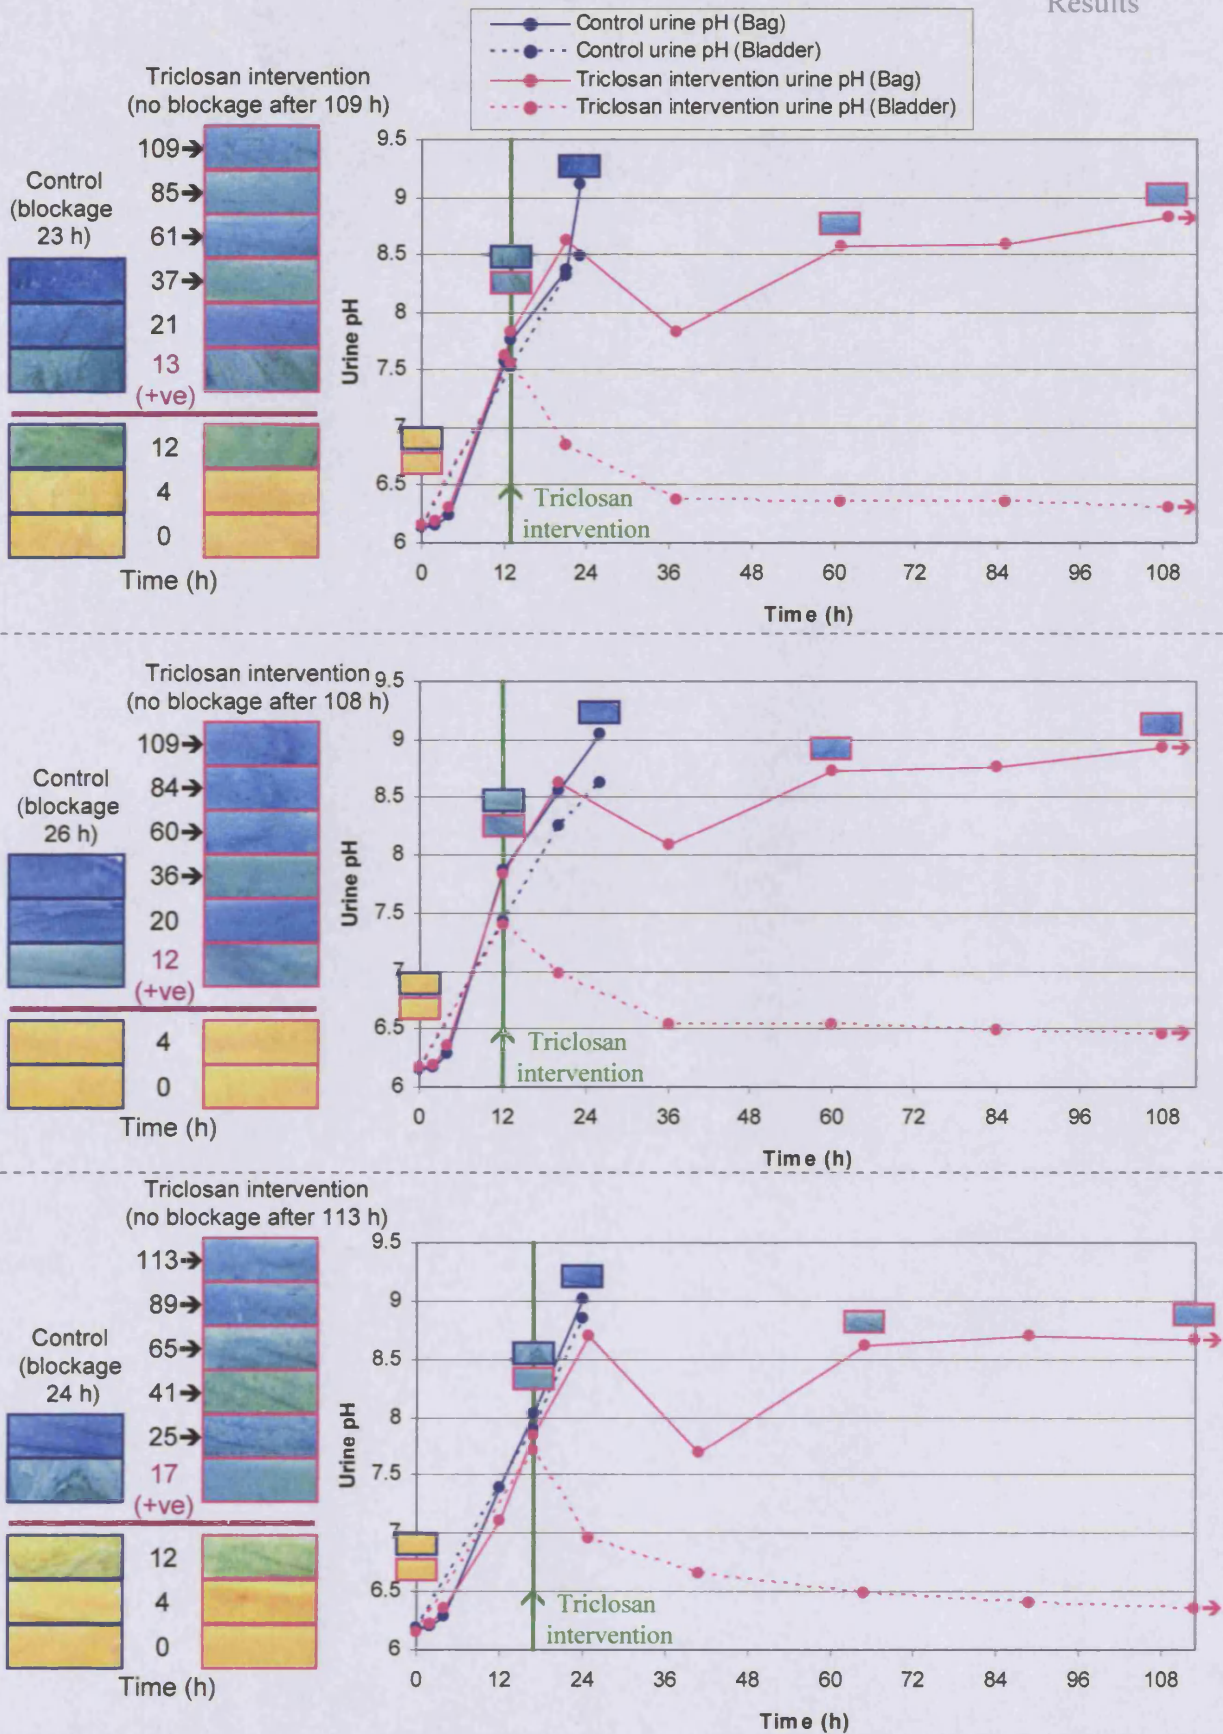 Results
Control urine pH (Bag)
Control urine pH (Bladder)
Triclosan intervention urine pH (Bag)
Triclosan intervention urine pH (Bladder)
Triclosan intervention
(no blockage after 109 h)
Control
(blockage
23 h)
109→
85→
61→
37→
21
13
(+ve)
12
4
0
Time (h)
Urine pH
9.5
9
8.5
8
7.5
7
6.5
6
Triclosan
intervention
0 12 24 36 48 60 72 84 96 108
Time (h)
Triclosan intervention
(no blockage after 108 h)
Control
(blockage
26 h)
109→
84→
60→
36→
20
12
(+ve)
4
0
Time (h)
Urine pH
9.5
9
8.5
8
7.5
7
6.5
6
Triclosan
intervention
0 12 24 36 48 60 72 84 96 108
Time (h)
Triclosan intervention
(no blockage after 113 h)
Control
(blockage
24 h)
113→
89→
65→
41→
25→
17
(+ve)
12
4
0
Time (h)
Urine pH
9.5
9
8.5
8
7.5
7
6.5
6
Triclosan
intervention
0 12 24 36 48 60 72 84 96 108
Time (h)